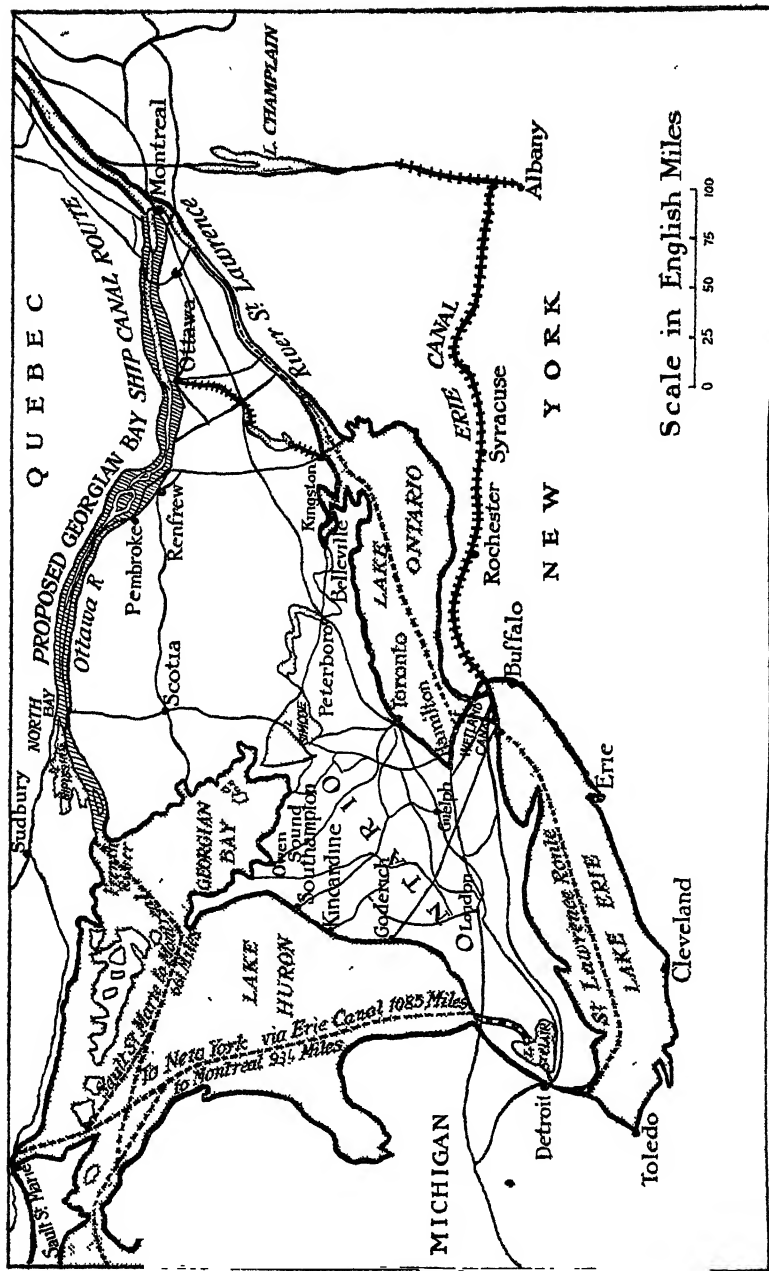 QUEBEC
PROPOSED GEORGIAN BAY SHIP CANAL ROUTE
Sudbury
NORTH BAY
Ottawa R
Pembroke
Renfrew
Ottawa
Montreal
L. CHAMPLAIN
River St. Lawrence
Scotia
GEORGIAN BAY
L. SIMCOE
Peterboro
Belleville
Kingston
LAKE ONTARIO
Toronto
Hamilton
WELLAND CANAL
Guelph
Owen Sound
Southampton
Kincardine
Goderich
London
ONTARIO
Sault St. Marie
LAKE HURON
To New York via Erie Canal 1085 Miles
MICHIGAN
Detroit
Toledo
St Lawrence Route
LAKE ERIE
Cleveland
Erie
Buffalo
Rochester
Syracuse
ERIE CANAL
Albany
NEW YORK
Scale in English Miles
0 25 50 75 100